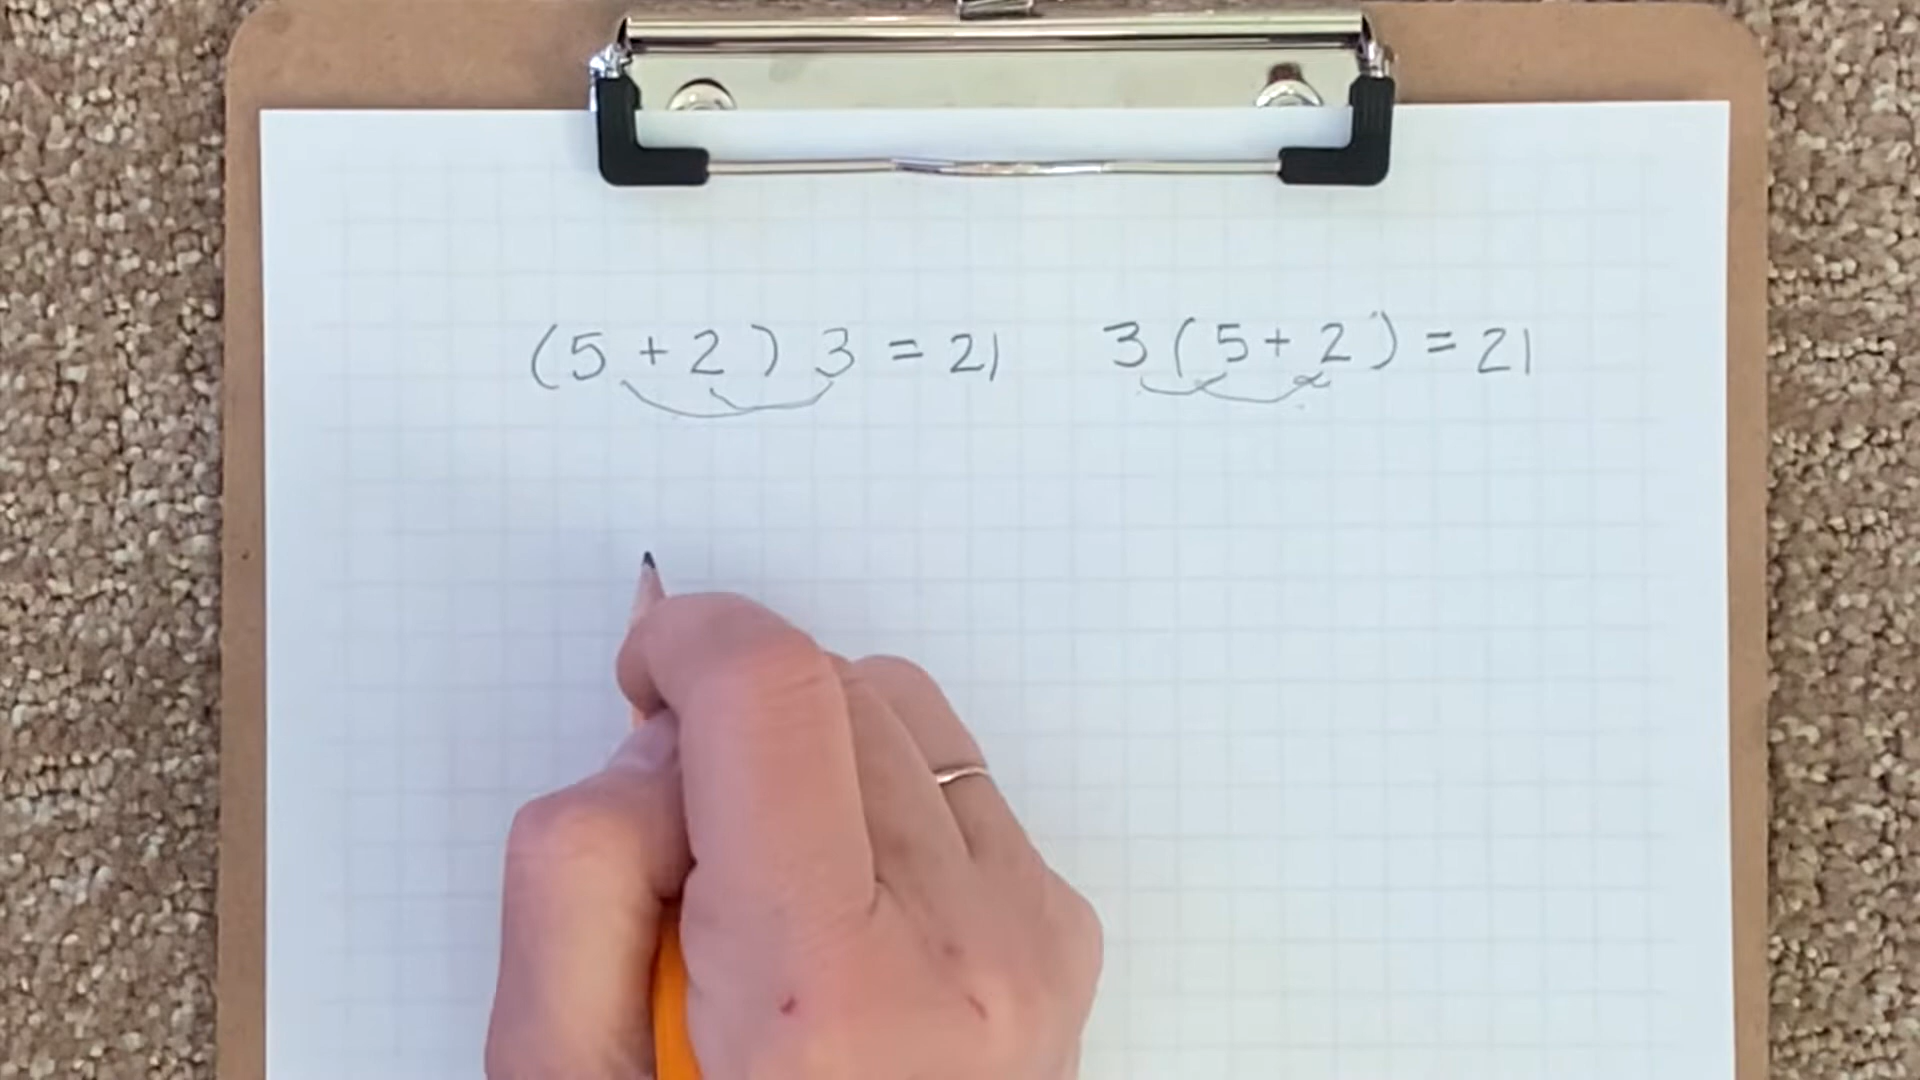 (5 + 2) 3 = 21 3(5 + 2) = 21